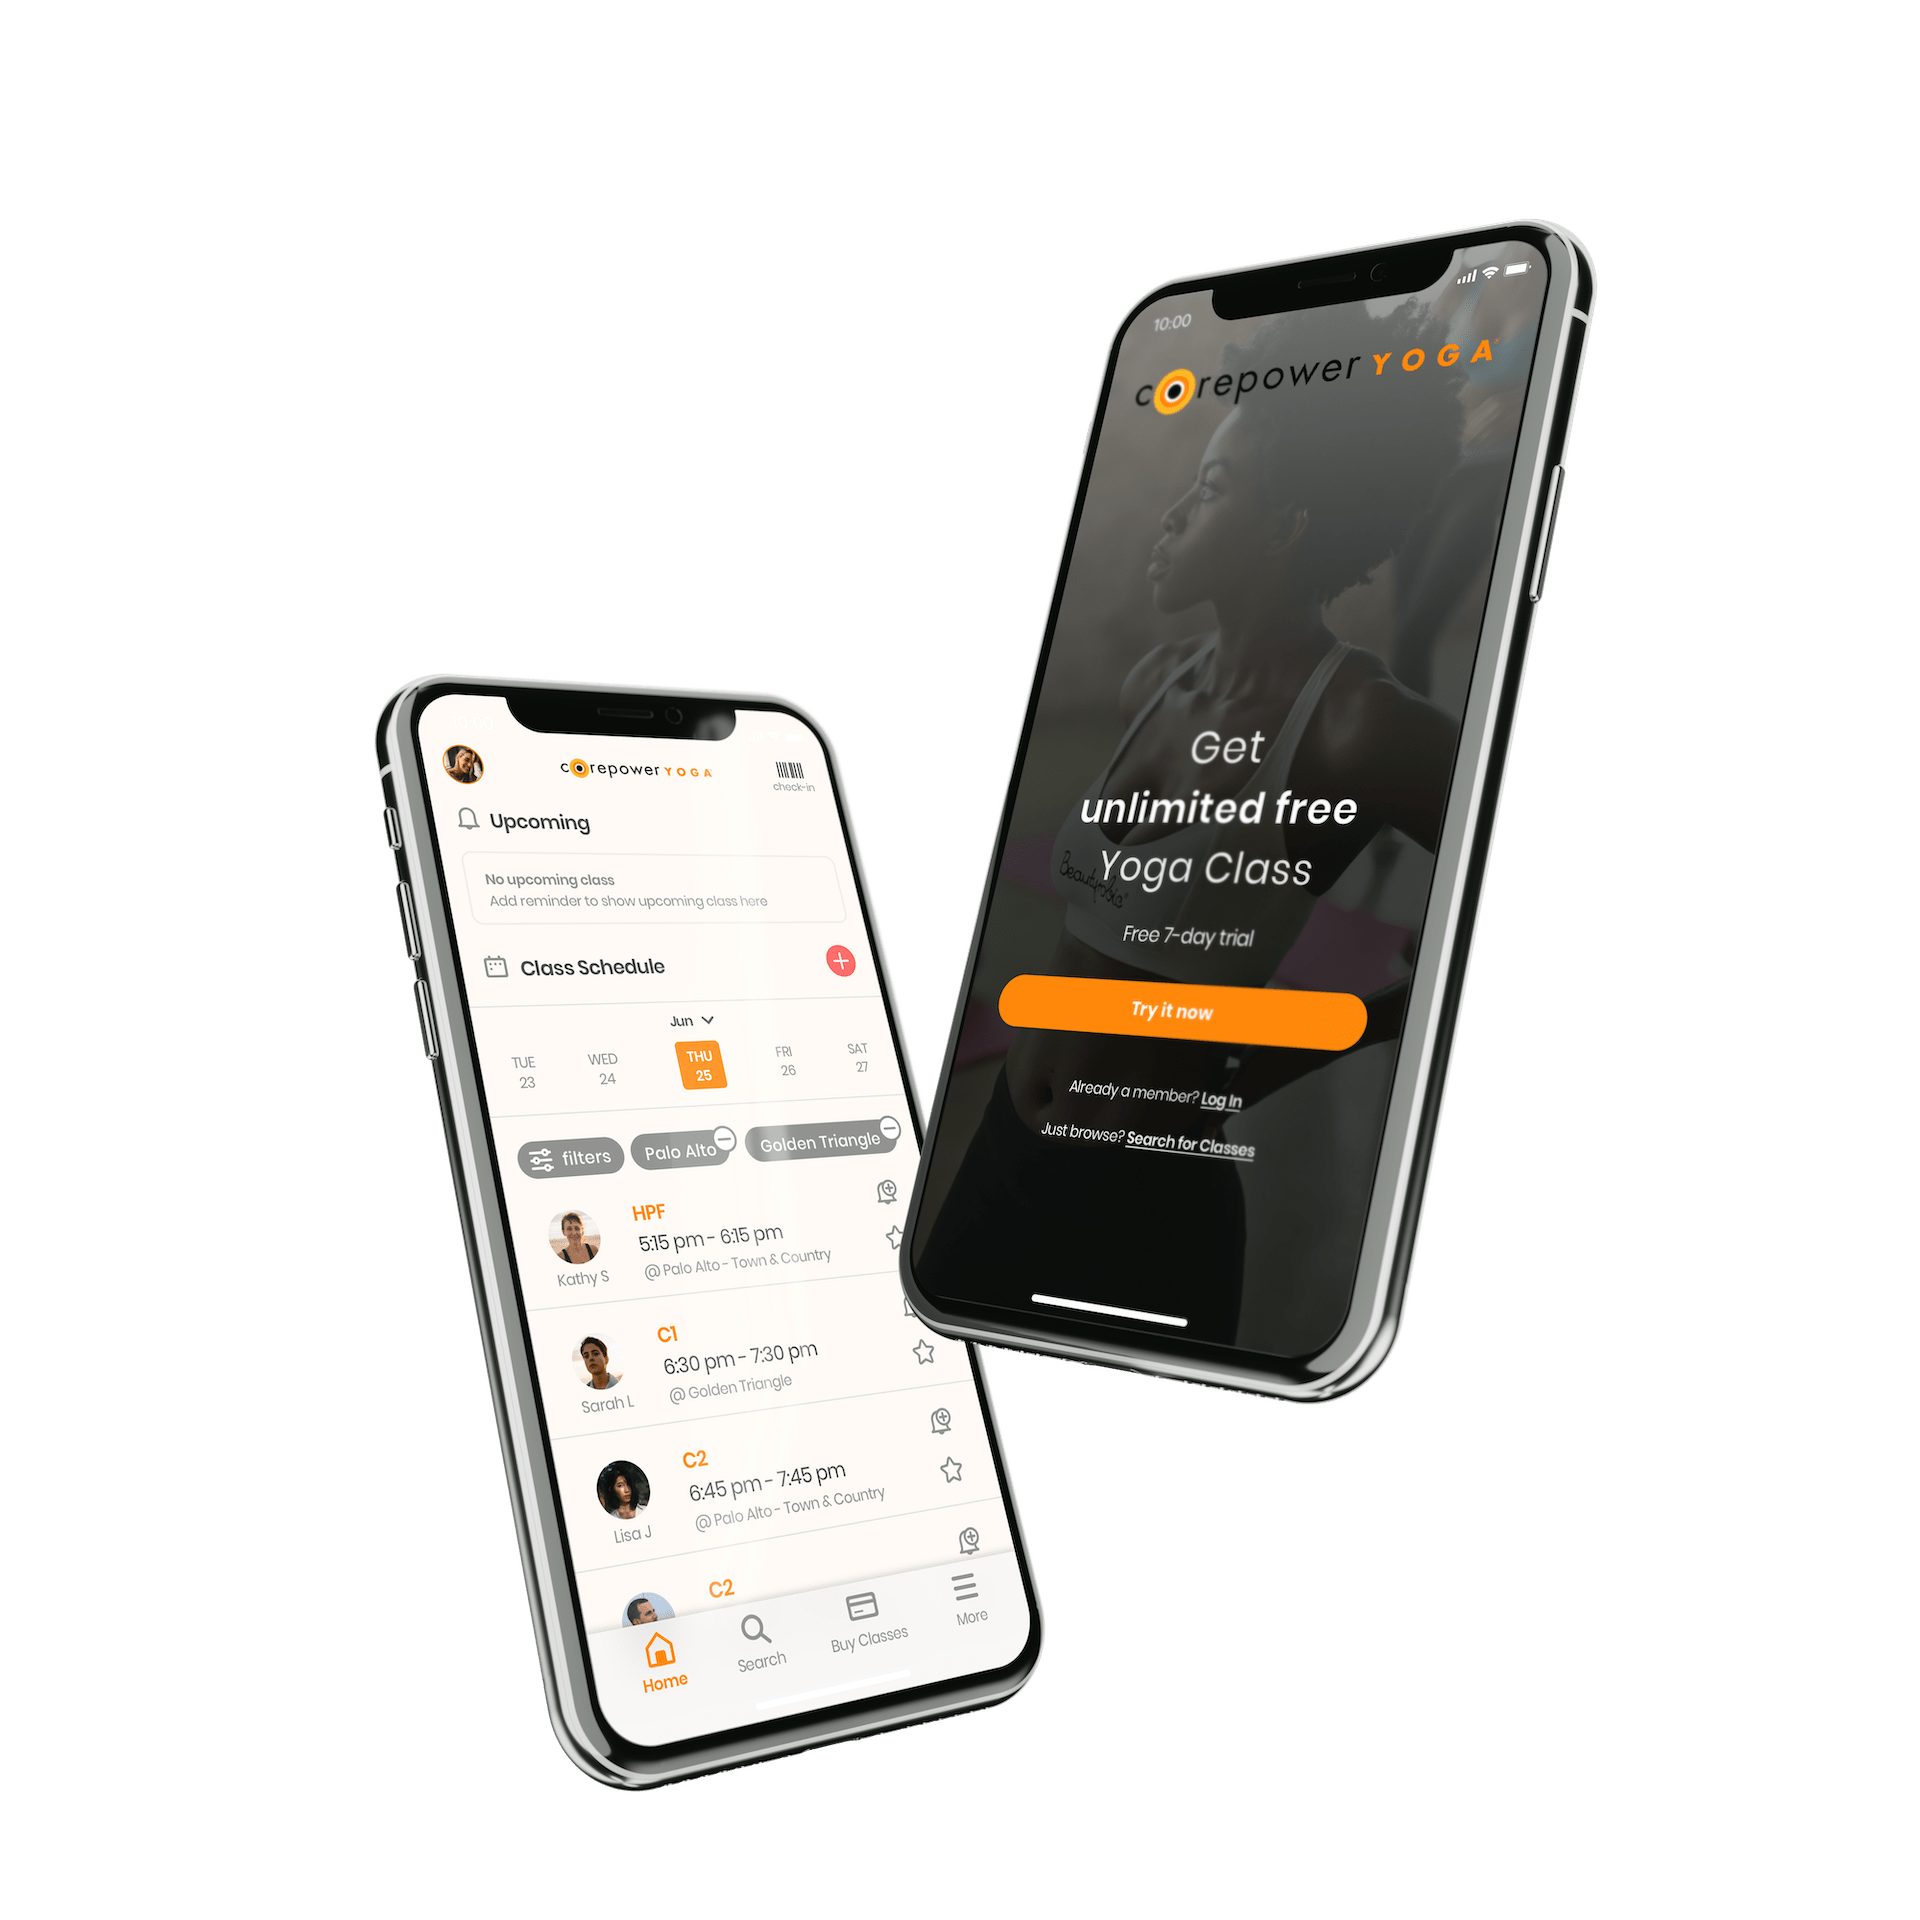 corepower YOGA
check-in
Upcoming
No upcoming class
Add reminder to show upcoming class here
Class Schedule
Jun
TUE WED THU FRI SAT
23 24 25 26 27
filters Palo Alto Golden Triangle
HPF
5:15 pm - 6:15 pm
@ Palo Alto - Town & Country
Kathy S
C1
6:30 pm - 7:30 pm
@ Golden Triangle
Sarah L
C2
6:45 pm - 7:45 pm
@ Palo Alto - Town & Country
Lisa J
C2
Home Search Buy Classes More
10:00
corepower YOGA
Get
unlimited free
Yoga Class
Free 7-day trial
Try it now
Already a member? Log In
Just browse? Search for Classes